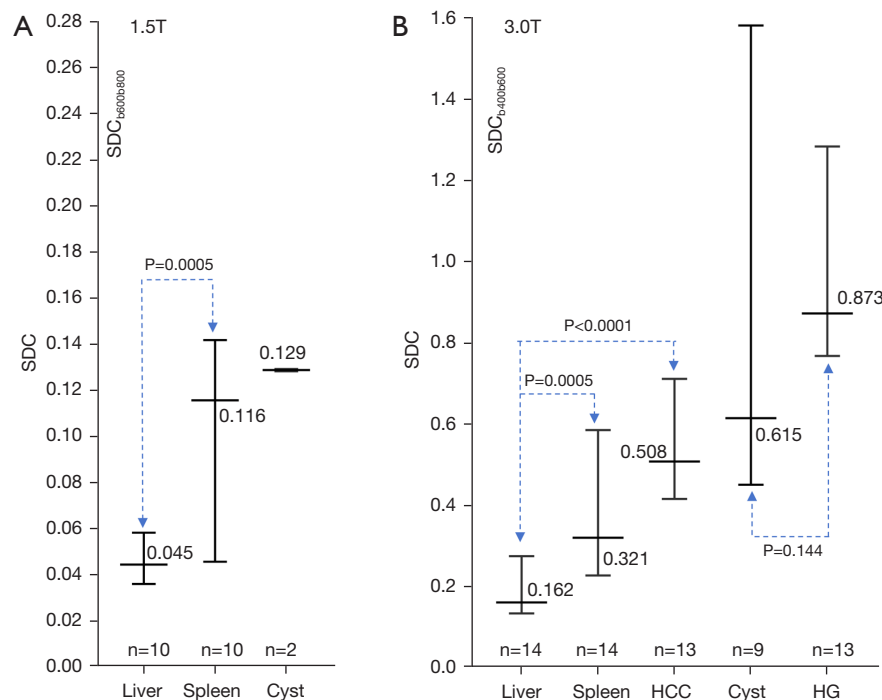 A
1.5T
SDCb600b800
SDC
0.28
0.26
0.24
0.22
0.20
0.18
0.16
0.14
0.12
0.10
0.08
0.06
0.04
0.02
0.00
P=0.0005
0.045
0.116
0.129
n=10 n=10 n=2
Liver Spleen Cyst
B
3.0T
SDCb400b600
SDC
1.6
1.4
1.2
1.0
0.8
0.6
0.4
0.2
0.0
P<0.0001
P=0.0005
P=0.144
0.162
0.321
0.508
0.615
0.873
n=14 n=14 n=13 n=9 n=13
Liver Spleen HCC Cyst HG